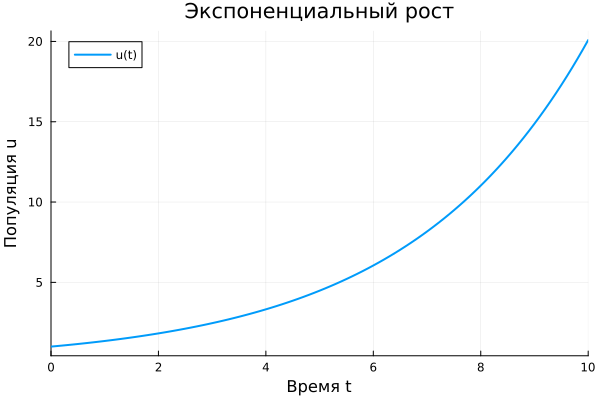 Экспоненциальный рост
u(t)
20
15
10
5
Популяция u
0 2 4 6 8 10
Время t